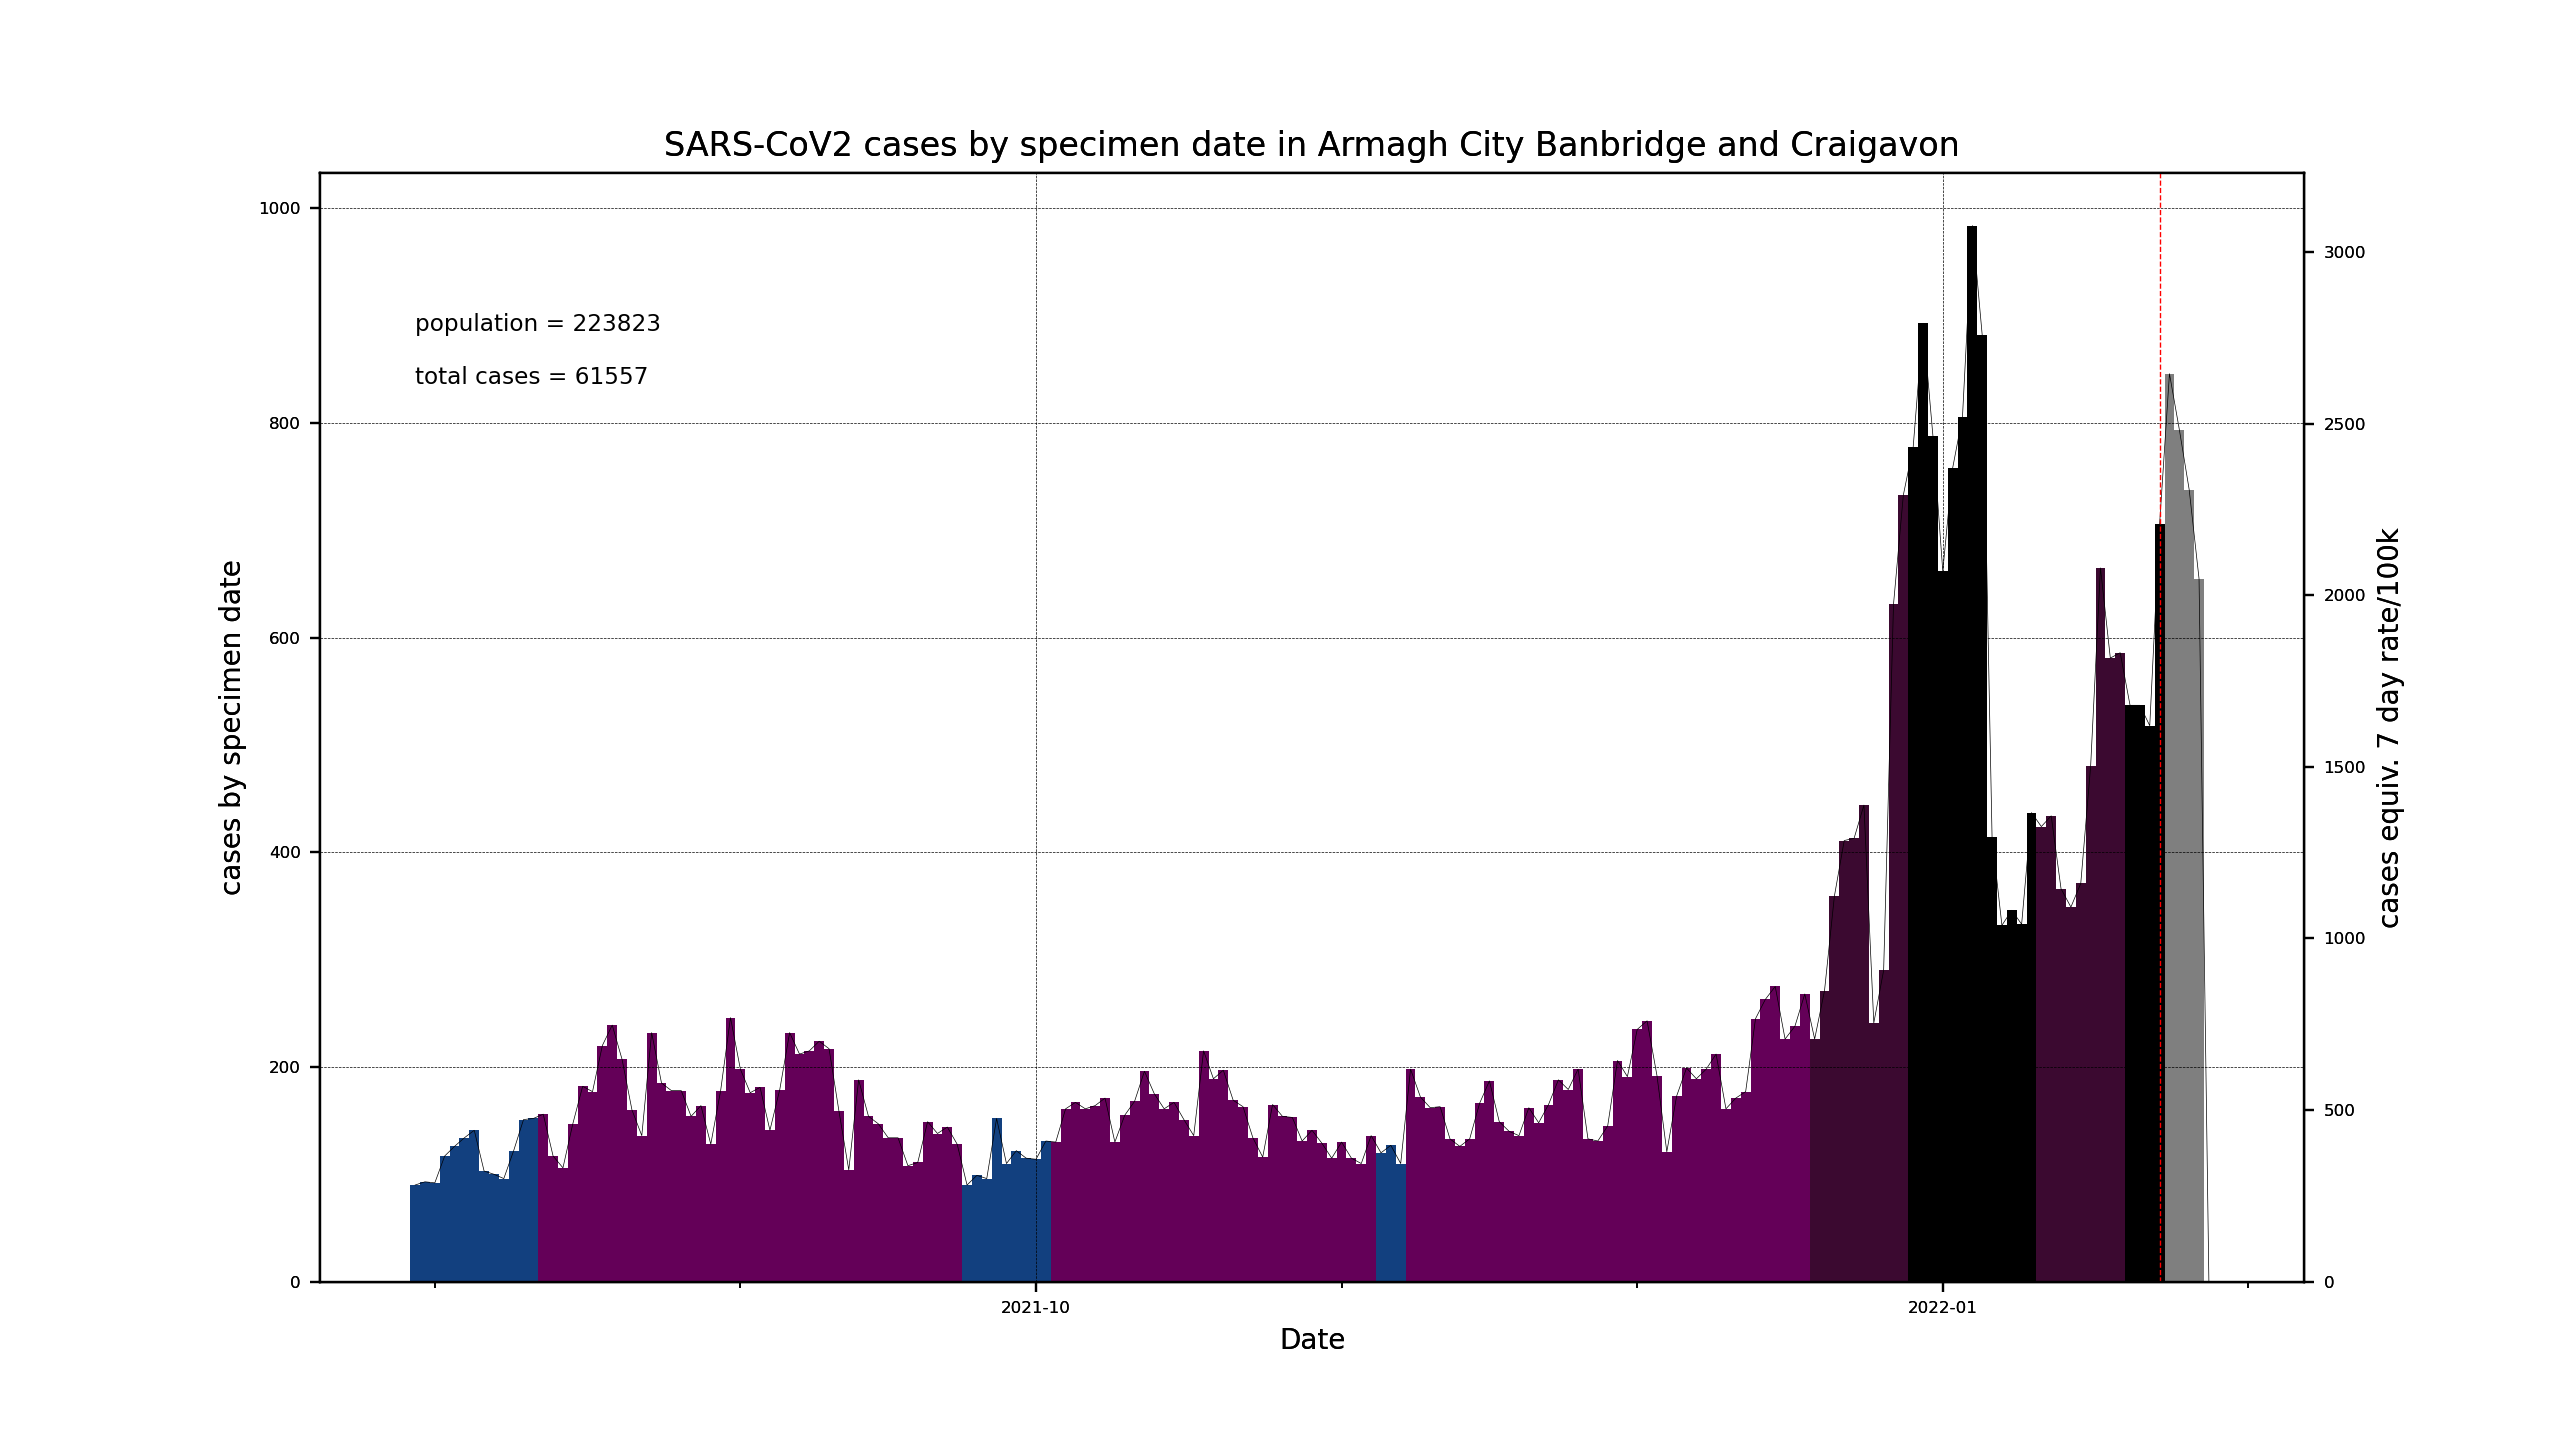 SARS-CoV2 cases by specimen date in Armagh City Banbridge and Craigavon
population = 223823
total cases = 61557
cases by specimen date
1000
800
600
400
200
0
3000
2500
2000
1500
1000
500
0
cases equiv. 7 day rate/100k
2021-10
2022-01
Date